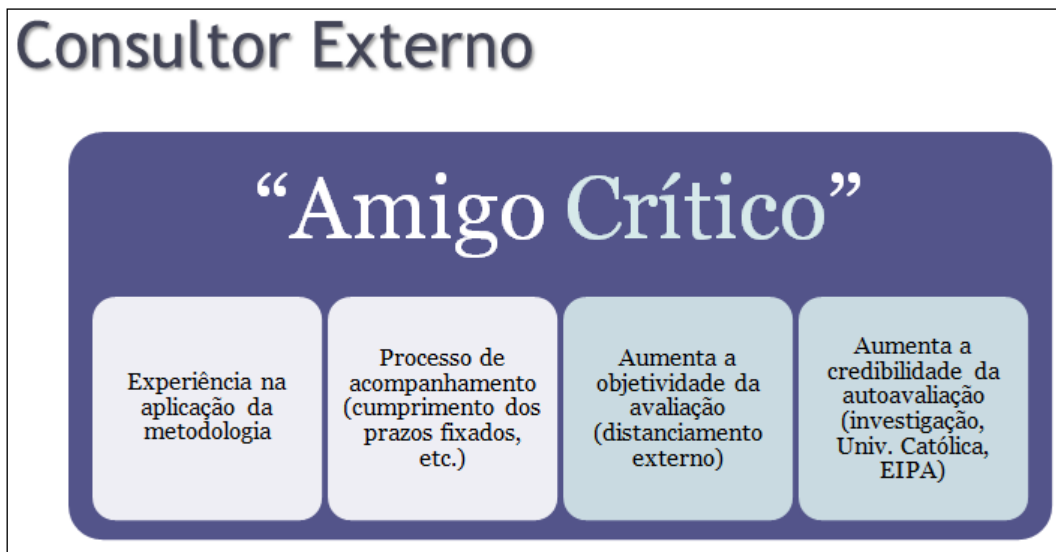 Consultor Externo
“Amigo Crítico”
Experiência na
aplicação da
metodologia
Processo de
acompanhamento
(cumprimento dos
prazos fixados,
etc.)
Aumenta a
objetividade da
avaliação
(distanciamento
externo)
Aumenta a
credibilidade da
autoavaliação
(investigação,
Univ. Católica,
EIPA)